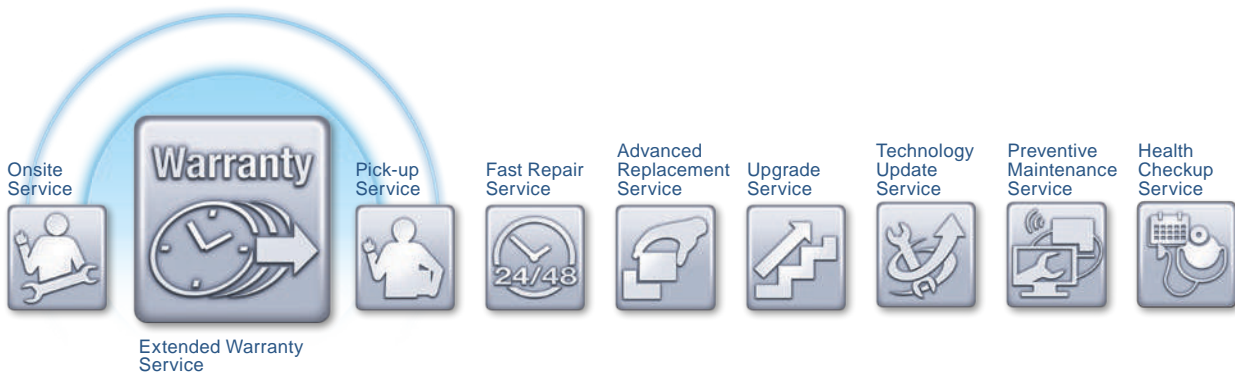 Onsite
Service
Warranty
Extended Warranty
Service
Pick-up
Service
Fast Repair
Service
24/48
Advanced
Replacement
Service
Upgrade
Service
Technology
Update
Service
Preventive
Maintenance
Service
Health
Checkup
Service